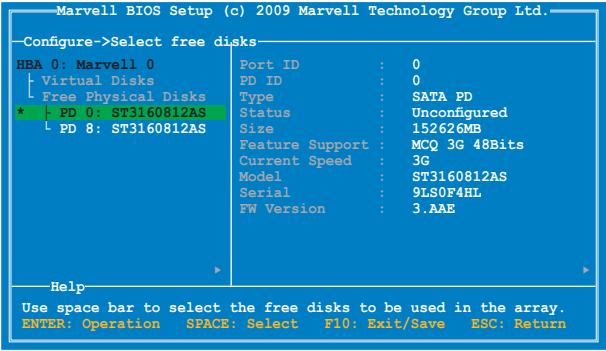 Marvell BIOS Setup (c) 2009 Marvell Technology Group Ltd.
Configure->Select free disks
HBA 0: Marvell 0
Virtual Disks
Free Physical Disks
* PD 0: ST3160812AS
PD 8: ST3160812AS
Port ID : 0
PD ID : 0
Type : SATA PD
Status : Unconfigured
Size : 152626MB
Feature Support : MCQ 3G 48Bits
Current Speed : 3G
Model : ST3160812AS
Serial : 9LS0F4HL
FW Version : 3.AAE
Help
Use space bar to select the free disks to be used in the array.
ENTER: Operation SPACE: Select F10: Exit/Save ESC: Return